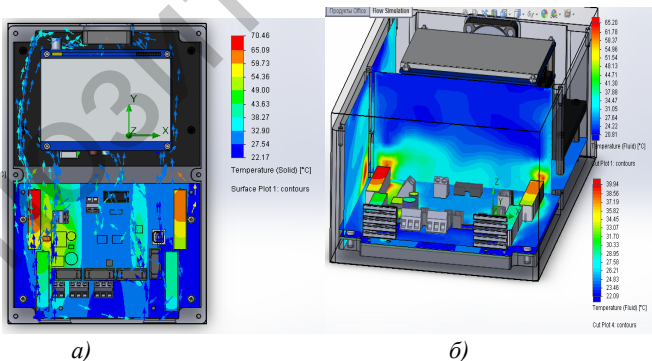 70.46
65.09
59.73
54.36
49.00
43.63
38.27
32.90
27.54
22.17
Temperature (Solid) [°C]
Surface Plot 1: contours
Y
X
Z
а)
Продукты Office
Flow Simulation
65.20
61.78
58.37
54.96
51.54
48.13
44.71
41.30
37.88
34.47
31.05
27.64
24.22
20.81
Temperature (Fluid) [°C]
Cut Plot 1: contours
39.94
38.56
37.19
35.82
34.45
33.07
31.70
30.33
28.95
27.58
26.21
24.83
23.46
22.09
Temperature (Fluid) [°C]
Cut Plot 4: contours
Z
Y
б)